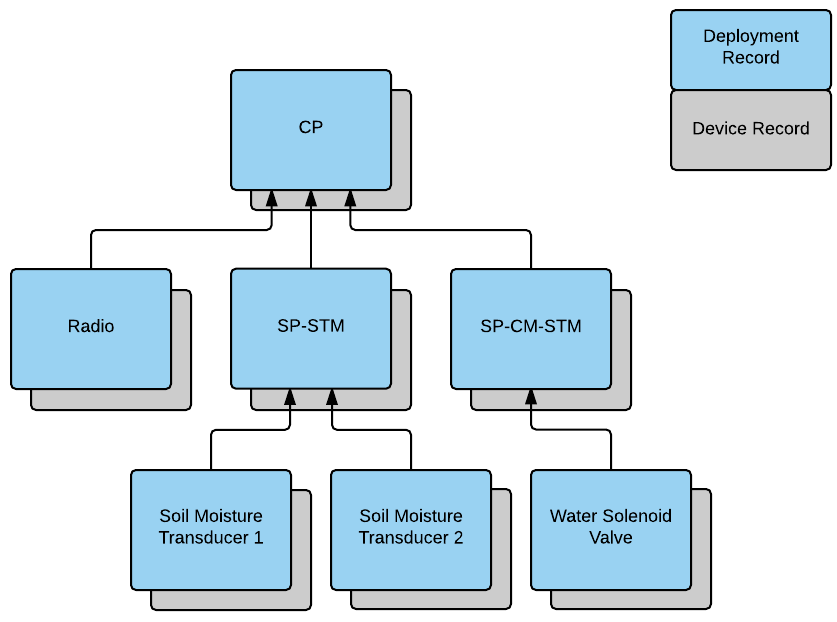 Deployment
Record
Device Record
CP
Radio
SP-STM
SP-CM-STM
Soil Moisture
Transducer 1
Soil Moisture
Transducer 2
Water Solenoid
Valve